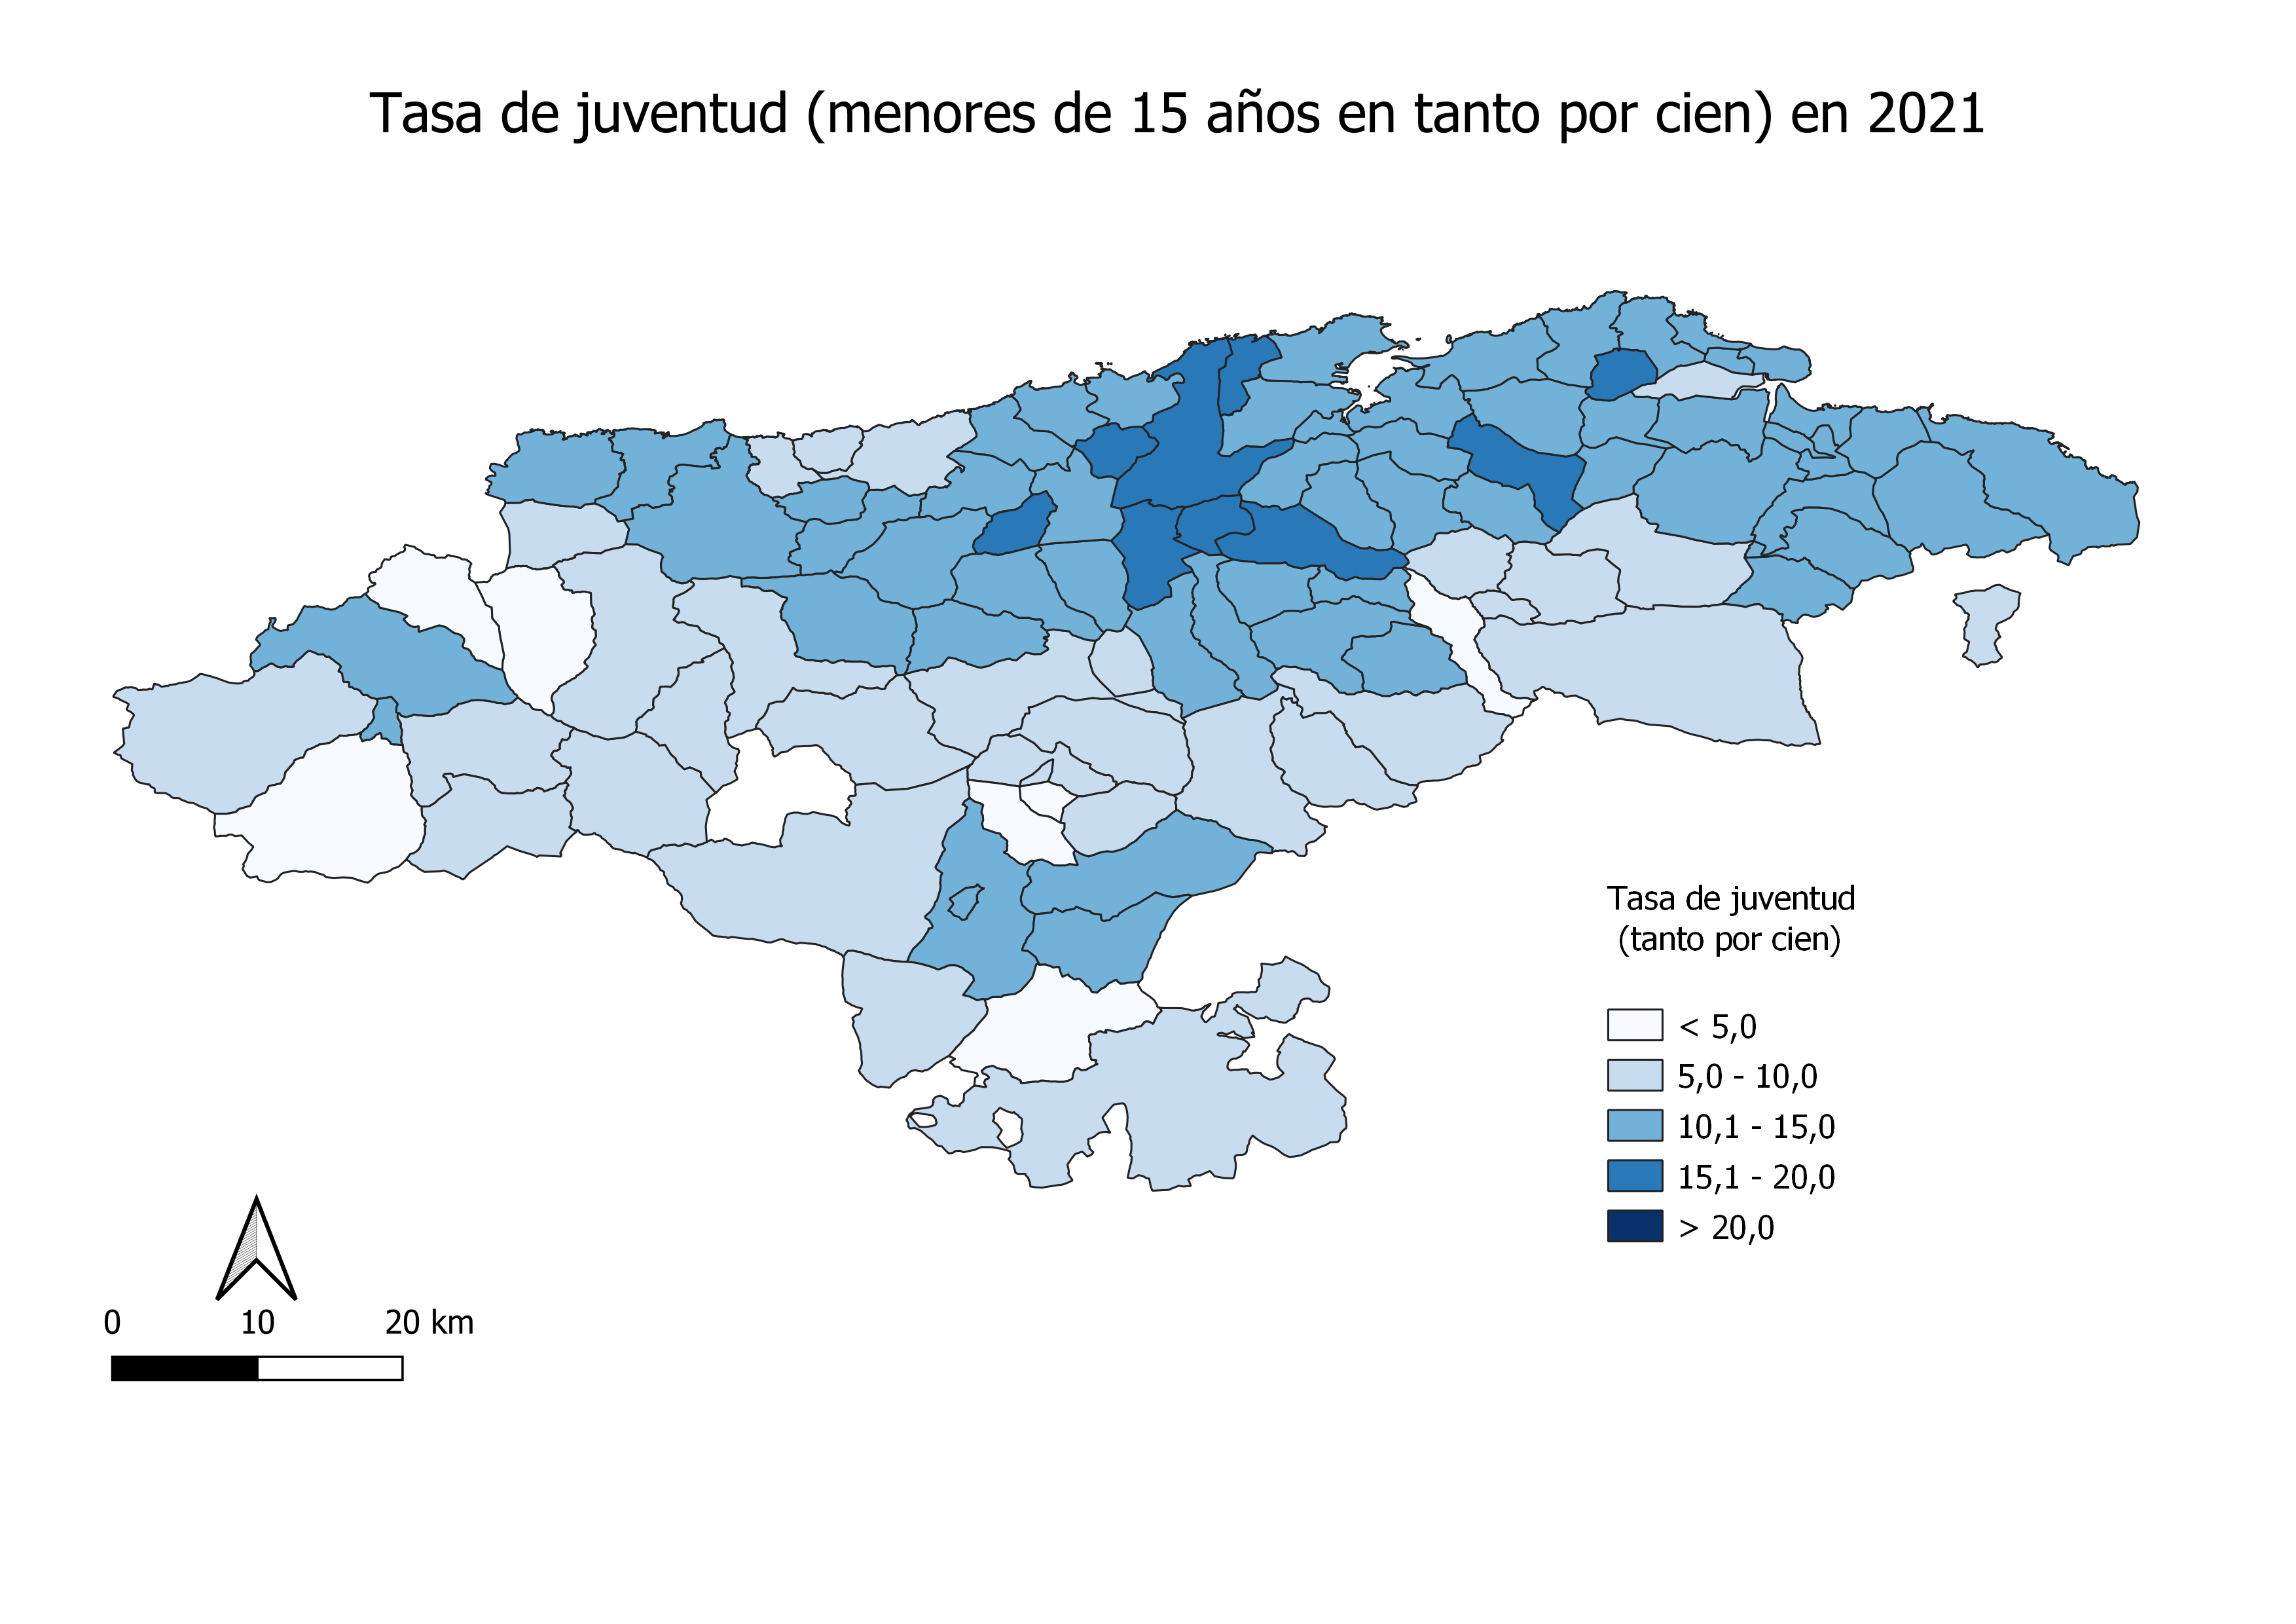 Tasa de juventud (menores de 15 años en tanto por cien) en 2021
Tasa de juventud
(tanto por cien)
< 5,0
5,0 - 10,0
10,1 - 15,0
15,1 - 20,0
> 20,0
0 10 20 km